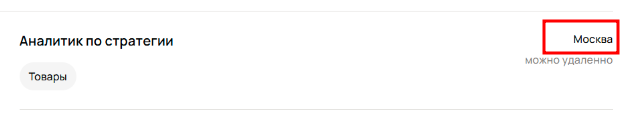 Аналитик по стратегии
Москва
можно удаленно
Товары